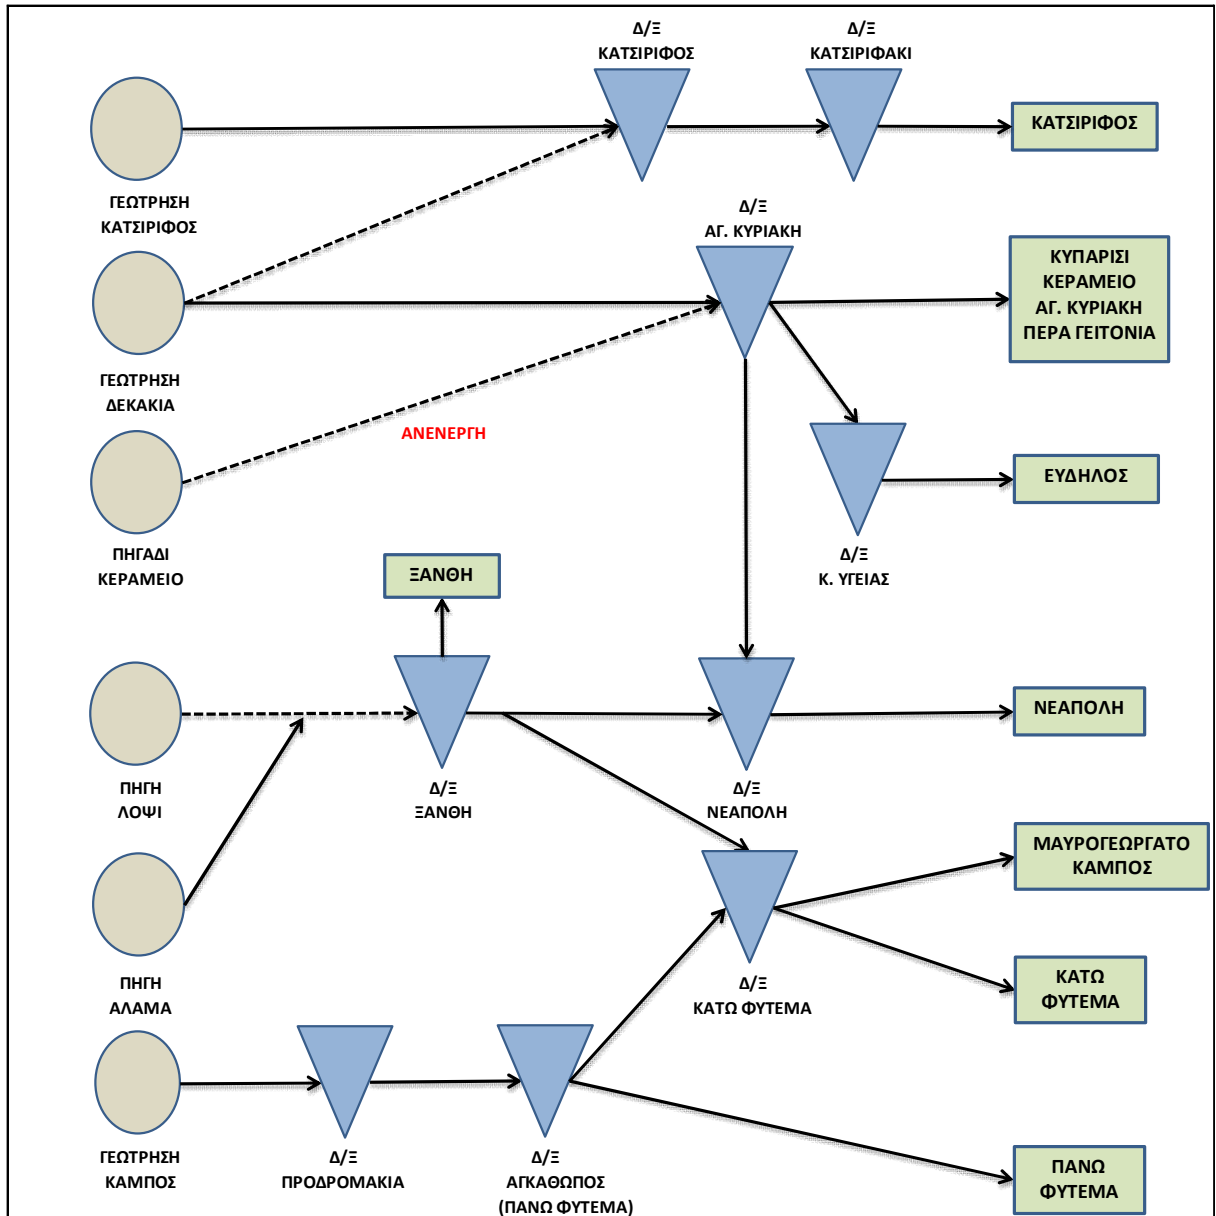 Δ/Ξ
ΚΑΤΣΙΡΙΦΟΣ
Δ/Ξ
ΚΑΤΣΙΡΙΦΑΚΙ
ΚΑΤΣΙΡΙΦΟΣ
ΓΕΩΤΡΗΣΗ
ΚΑΤΣΙΡΙΦΟΣ
Δ/Ξ
ΑΓ. ΚΥΡΙΑΚΗ
ΚΥΠΑΡΙΣΙ
ΚΕΡΑΜΕΙΟ
ΑΓ. ΚΥΡΙΑΚΗ
ΠΕΡΑ ΓΕΙΤΟΝΙΑ
ΓΕΩΤΡΗΣΗ
ΔΕΚΑΚΙΑ
ΑΝΕΝΕΡΓΗ
ΕΥΔΗΛΟΣ
ΠΗΓΑΔΙ
ΚΕΡΑΜΕΙΟ
Δ/Ξ
Κ. ΥΓΕΙΑΣ
ΞΑΝΘΗ
ΝΕΑΠΟΛΗ
ΠΗΓΗ
ΛΟΨΙ
Δ/Ξ
ΞΑΝΘΗ
Δ/Ξ
ΝΕΑΠΟΛΗ
ΜΑΥΡΟΓΕΩΡΓΑΤΟ
ΚΑΜΠΟΣ
ΠΗΓΗ
ΑΛΑΜΑ
Δ/Ξ
ΚΑΤΩ ΦΥΤΕΜΑ
ΚΑΤΩ
ΦΥΤΕΜΑ
ΓΕΩΤΡΗΣΗ
ΚΑΜΠΟΣ
Δ/Ξ
ΠΡΟΔΡΟΜΑΚΙΑ
Δ/Ξ
ΑΓΚΑΘΩΠΟΣ
(ΠΑΝΩ ΦΥΤΕΜΑ)
ΠΑΝΩ
ΦΥΤΕΜΑ